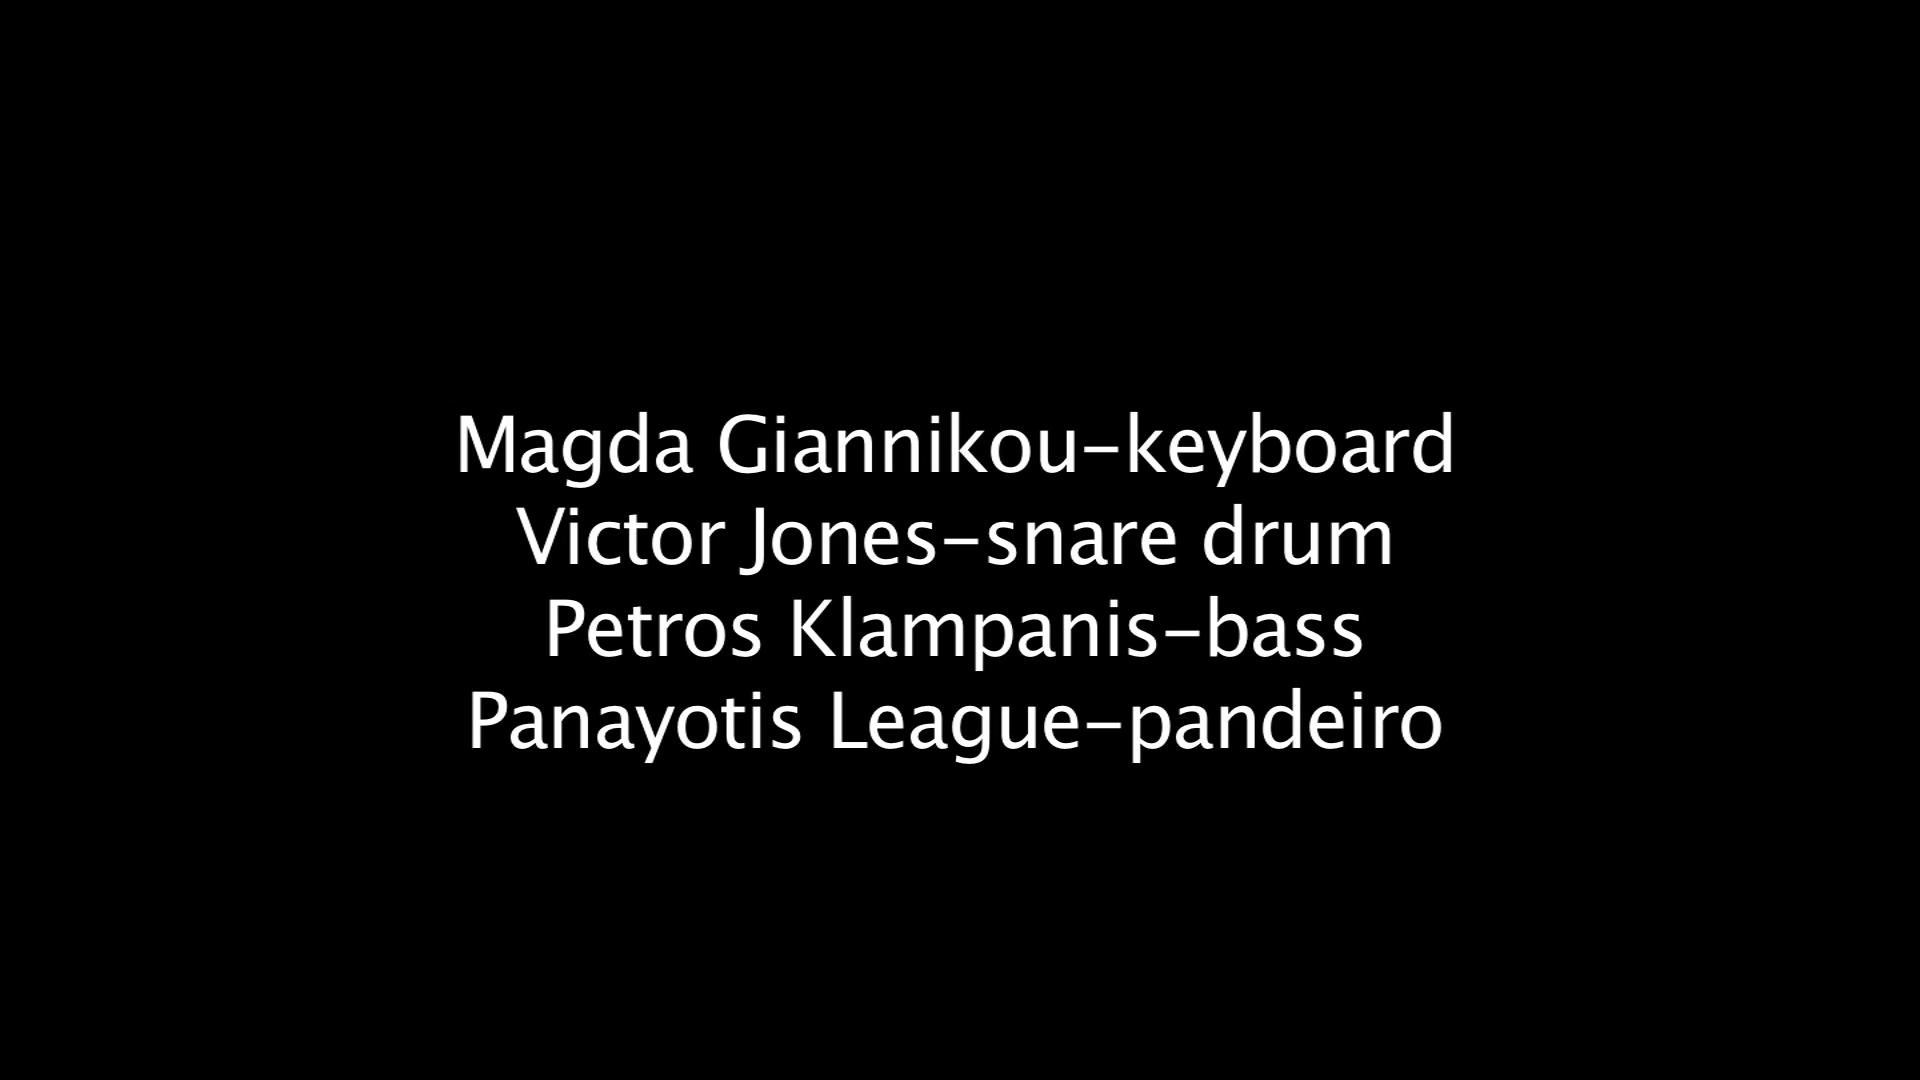 Magda Giannikou-keyboard
Victor Jones-snare drum
Petros Klampanis-bass
Panayotis League-pandeiro